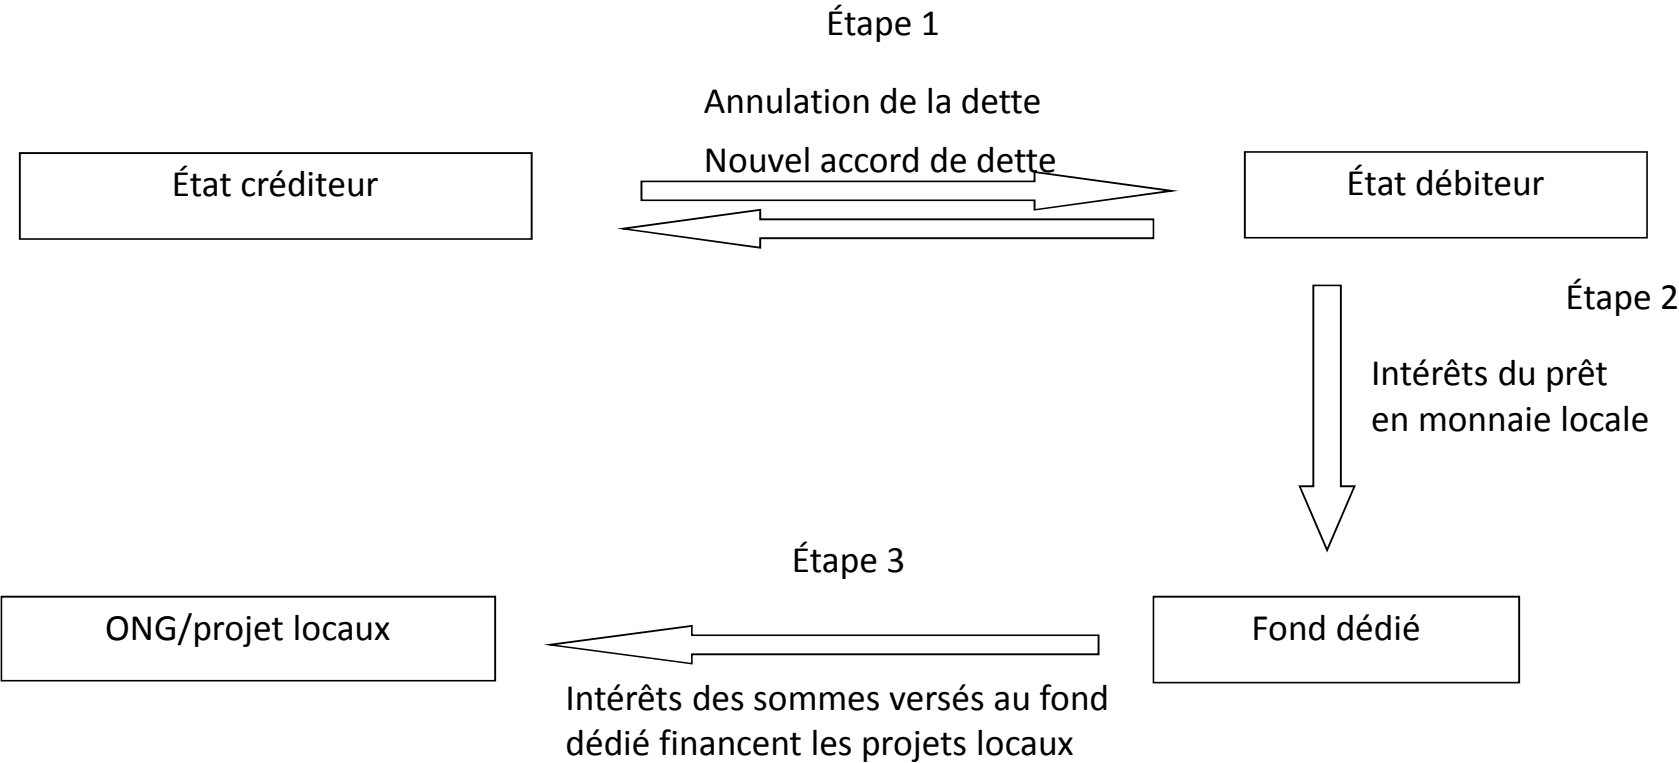 Étape 1
Annulation de la dette
Nouvel accord de dette
État créditeur
État débiteur
Étape 2
Intérêts du prêt
en monnaie locale
Étape 3
ONG/projet locaux
Fond dédié
Intérêts des sommes versés au fond
dédié financent les projets locaux